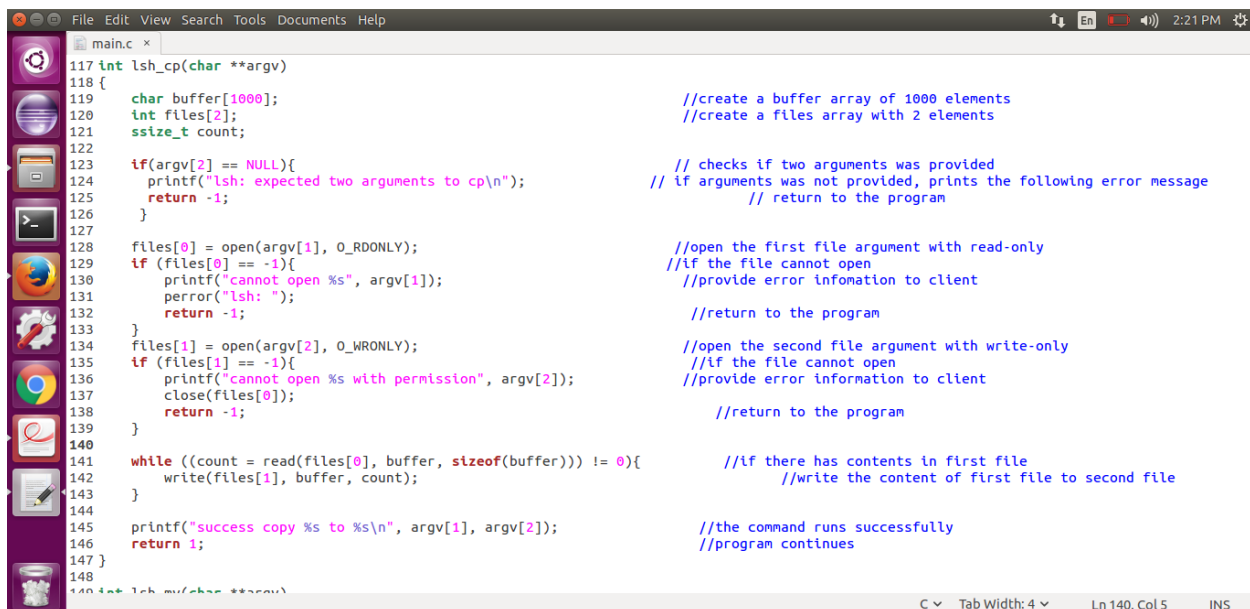 File Edit View Search Tools Documents Help En 2:21 PM
main.c ×
117 int lsh_cp(char **argv)
118 {
119 char buffer[1000]; //create a buffer array of 1000 elements
120 int files[2]; //create a files array with 2 elements
121 ssize_t count;
122
123 if(argv[2] == NULL){ // checks if two arguments was provided
124 printf("lsh: expected two arguments to cp\n"); // if arguments was not provided, prints the following error message
125 return -1; // return to the program
126 }
127
128 files[0] = open(argv[1], O_RDONLY); //open the first file argument with read-only
129 if (files[0] == -1){ //if the file cannot open
130 printf("cannot open %s", argv[1]); //provide error infomation to client
131 perror("lsh: ");
132 return -1; //return to the program
133 }
134 files[1] = open(argv[2], O_WRONLY); //open the second file argument with write-only
135 if (files[1] == -1){ //if the file cannot open
136 printf("cannot open %s with permission", argv[2]); //provide error information to client
137 close(files[0]);
138 return -1; //return to the program
139 }
140
141 while ((count = read(files[0], buffer, sizeof(buffer))) != 0){ //if there has contents in first file
142 write(files[1], buffer, count); //write the content of first file to second file
143 }
144
145 printf("success copy %s to %s\n", argv[1], argv[2]); //the command runs successfully
146 return 1; //program continues
147 }
148
149 int lsh_mv(char **argv)
C Tab Width: 4 Ln 140, Col 5 INS